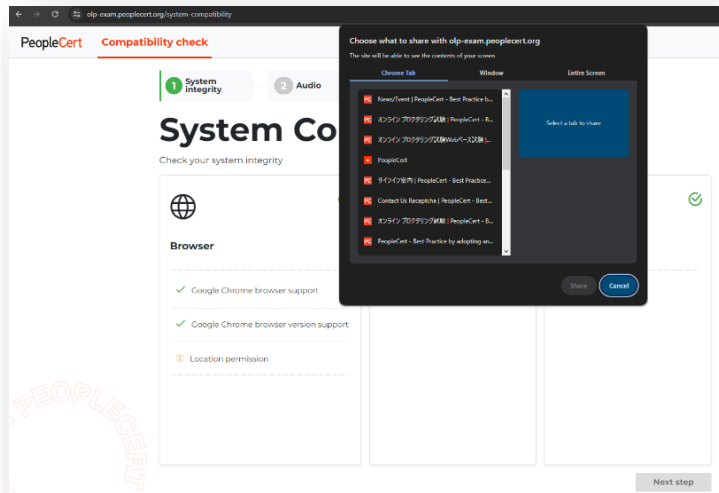 olp-exam.peoplecert.org/system-compatibility
PeopleCert
Compatibility check
1 System integrity
2 Audio
System Co
Check your system integrity
Browser
Google Chrome browser support
Google Chrome browser version support
Location permission
Choose what to share with olp-exam.peoplecert.org
The site will be able to see the contents of your screen
Chrome Tab
Window
Entire Screen
PC News/Event | PeopleCert - Best Practice b...
PC オンライン プロクタリング試験 | PeopleCert - B...
PC オンライン プロクタリング試験Webベース試験 |...
PeopleCert
PC サインイン案内 | PeopleCert - Best Practice...
PC Contact Us Recaptcha | PeopleCert - Best...
PC オンライン プロクタリング試験 | PeopleCert - B...
PC PeopleCert - Best Practice by adopting an...
Select a tab to share
Share
Cancel
Next step
PEOPLECERT